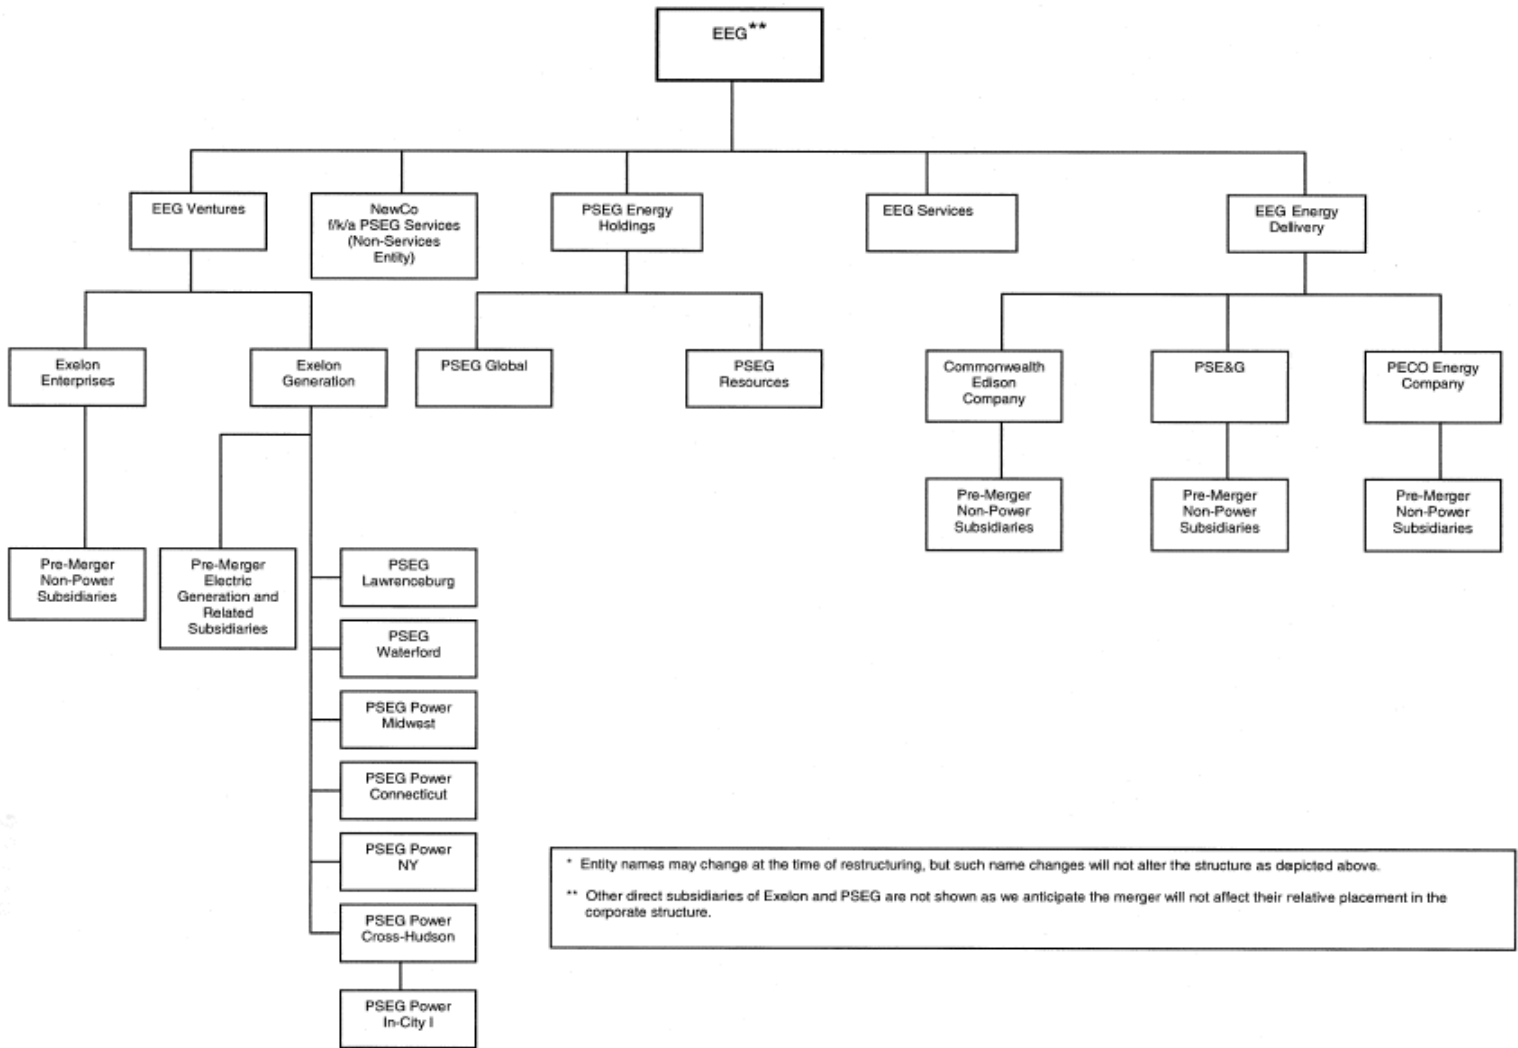 EEG**
EEG Ventures
NewCo
f/k/a PSEG Services
(Non-Services
Entity)
PSEG Energy
Holdings
EEG Services
EEG Energy
Delivery
Exelon
Enterprises
Exelon
Generation
PSEG Global
PSEG
Resources
Commonwealth
Edison
Company
PSE&G
PECO Energy
Company
Pre-Merger
Non-Power
Subsidiaries
Pre-Merger
Non-Power
Subsidiaries
Pre-Merger
Non-Power
Subsidiaries
Pre-Merger
Non-Power
Subsidiaries
Pre-Merger
Electric
Generation and
Related
Subsidiaries
PSEG
Lawrenceburg
PSEG
Waterford
PSEG Power
Midwest
PSEG Power
Connecticut
PSEG Power
NY
PSEG Power
Cross-Hudson
PSEG Power
In-City I
* Entity names may change at the time of restructuring, but such name changes will not alter the structure as depicted above.
** Other direct subsidiaries of Exelon and PSEG are not shown as we anticipate the merger will not affect their relative placement in the
corporate structure.